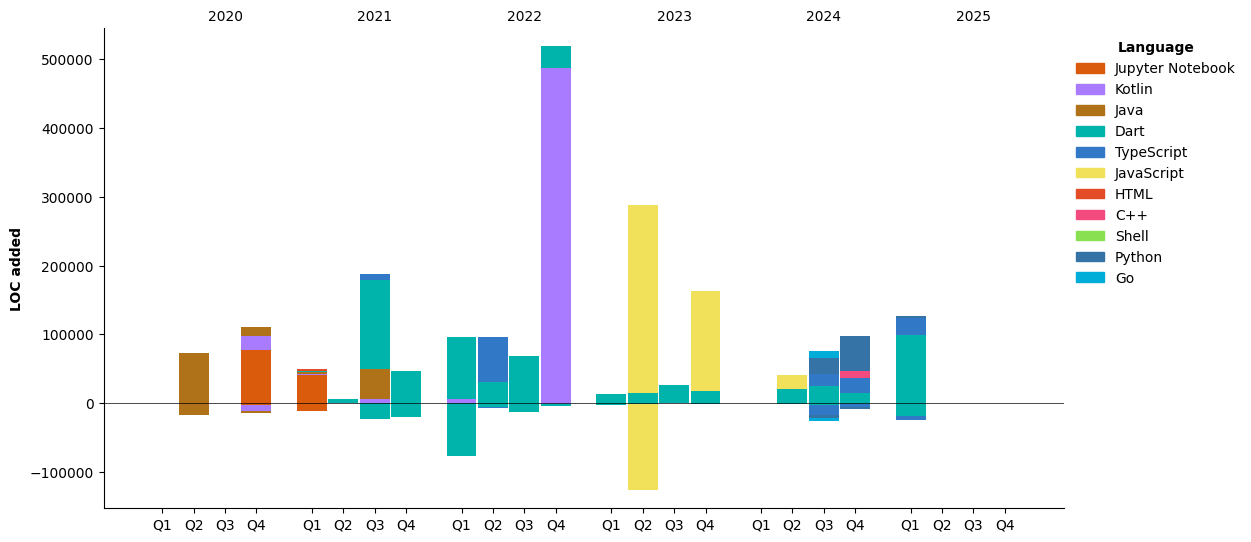 2020 2021 2022 2023 2024 2025
Language
Jupyter Notebook
Kotlin
Java
Dart
TypeScript
JavaScript
HTML
C++
Shell
Python
Go
LOC added
500000
400000
300000
200000
100000
0
−100000
Q1 Q2 Q3 Q4 Q1 Q2 Q3 Q4 Q1 Q2 Q3 Q4 Q1 Q2 Q3 Q4 Q1 Q2 Q3 Q4 Q1 Q2 Q3 Q4